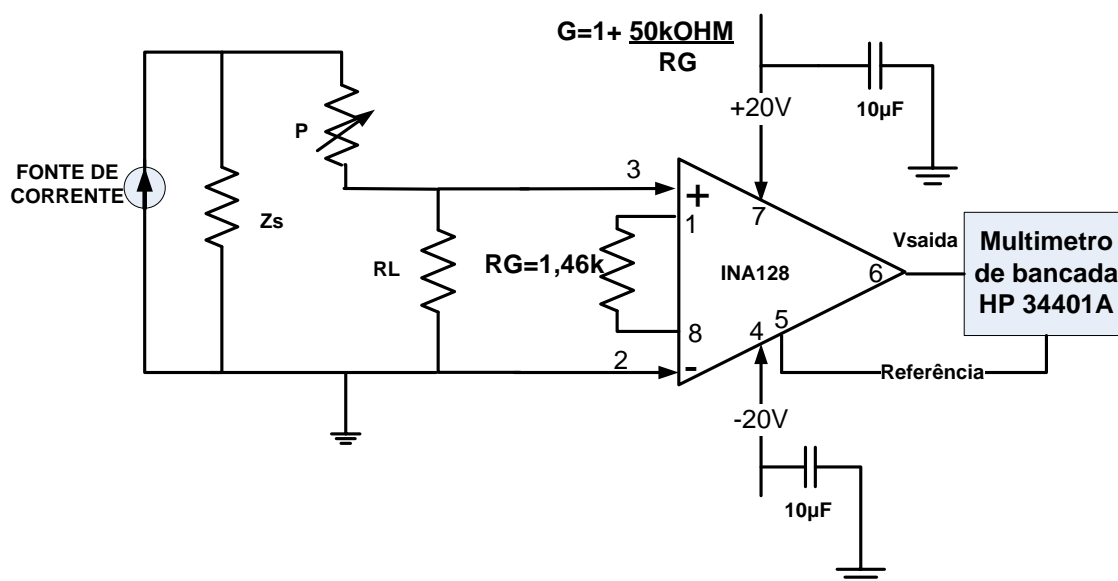 G=1+ 50kOHM
RG
+20V
10µF
P
FONTE DE
CORRENTE
Zs
3
+
1
7
RL
RG=1,46k
INA128
6
Vsaida
Multimetro
de bancada
HP 34401A
8
4
5
2
-
Referência
-20V
10µF